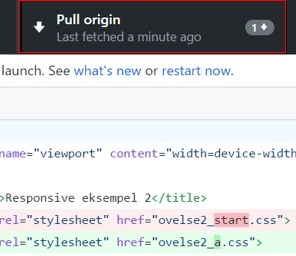 Pull origin
Last fetched a minute ago
1
launch. See what's new or restart now.
name="viewport" content="width=device-width
>Responsive eksempel 2</title>
rel="stylesheet" href="ovelse2_start.css">
rel="stylesheet" href="ovelse2_a.css">